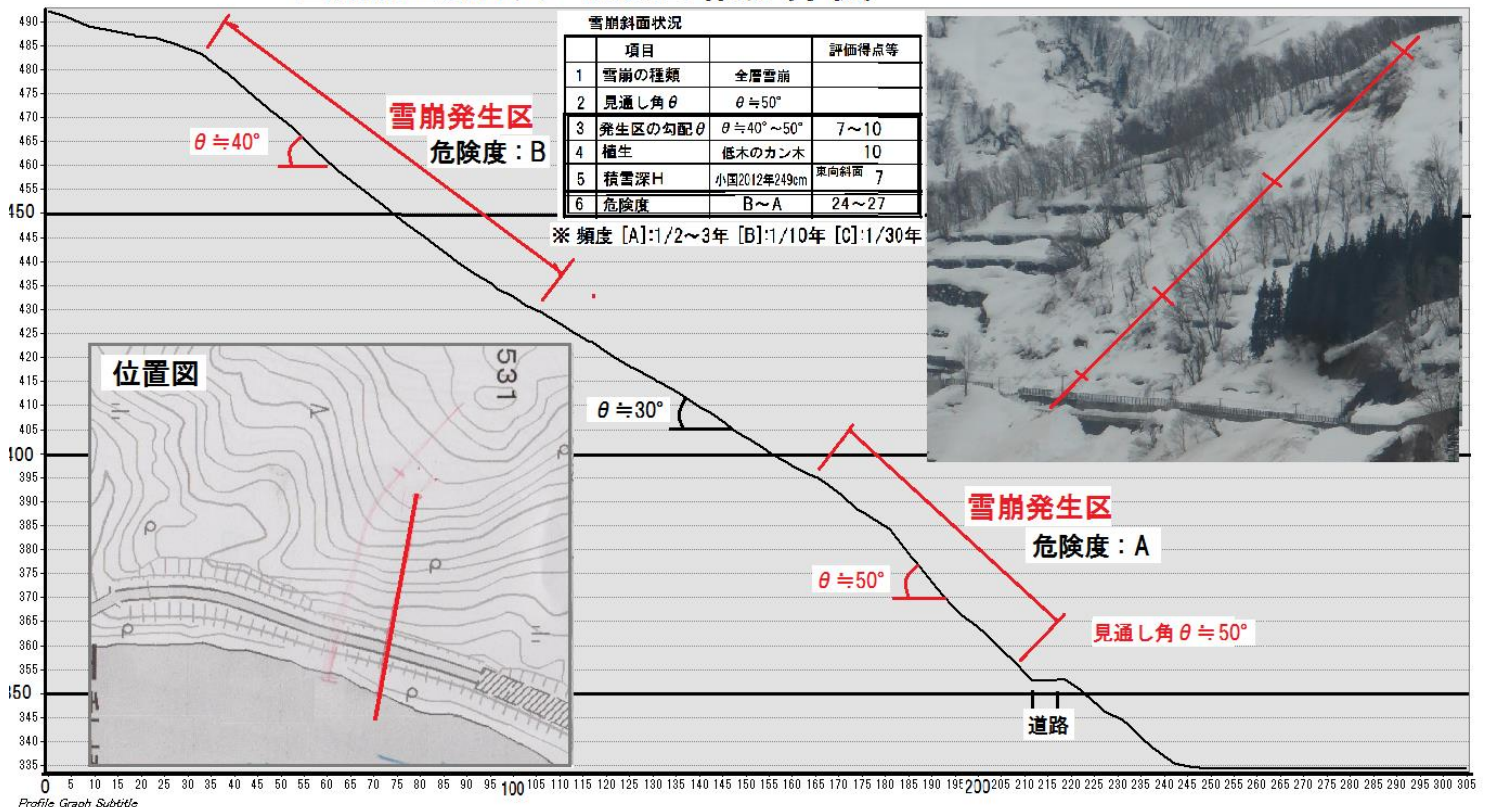 雪崩斜面状況
項目 評価得点等
1 雪崩の種類 全層雪崩
2 見通し角θ θ≒50°
3 発生区の勾配θ θ≒40°~50° 7~10
4 植生 低木のカン木 10
5 積雪深H 小国2012年249cm 東向斜面 7
6 危険度 B~A 24~27
※ 頻度 [A]:1/2~3年 [B]:1/10年 [C]:1/30年
雪崩発生区
危険度:B
θ≒40°
位置図
531
θ≒30°
雪崩発生区
危険度:A
θ≒50°
見通し角θ≒50°
道路
490
485
480
475
470
465
460
455
450
445
440
435
430
425
420
415
410
405
400
395
390
385
380
375
370
365
360
355
350
345
340
335
0 5 10 15 20 25 30 35 40 45 50 55 60 65 70 75 80 85 90 95 100 105 110 115 120 125 130 135 140 145 150 155 160 165 170 175 180 185 190 195 200 205 210 215 220 225 230 235 240 245 250 255 260 265 270 275 280 285 290 295 300 305
Profile Graph Subtitle